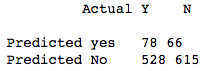 Actual Y N
Predicted yes 78 66
Predicted No 528 615